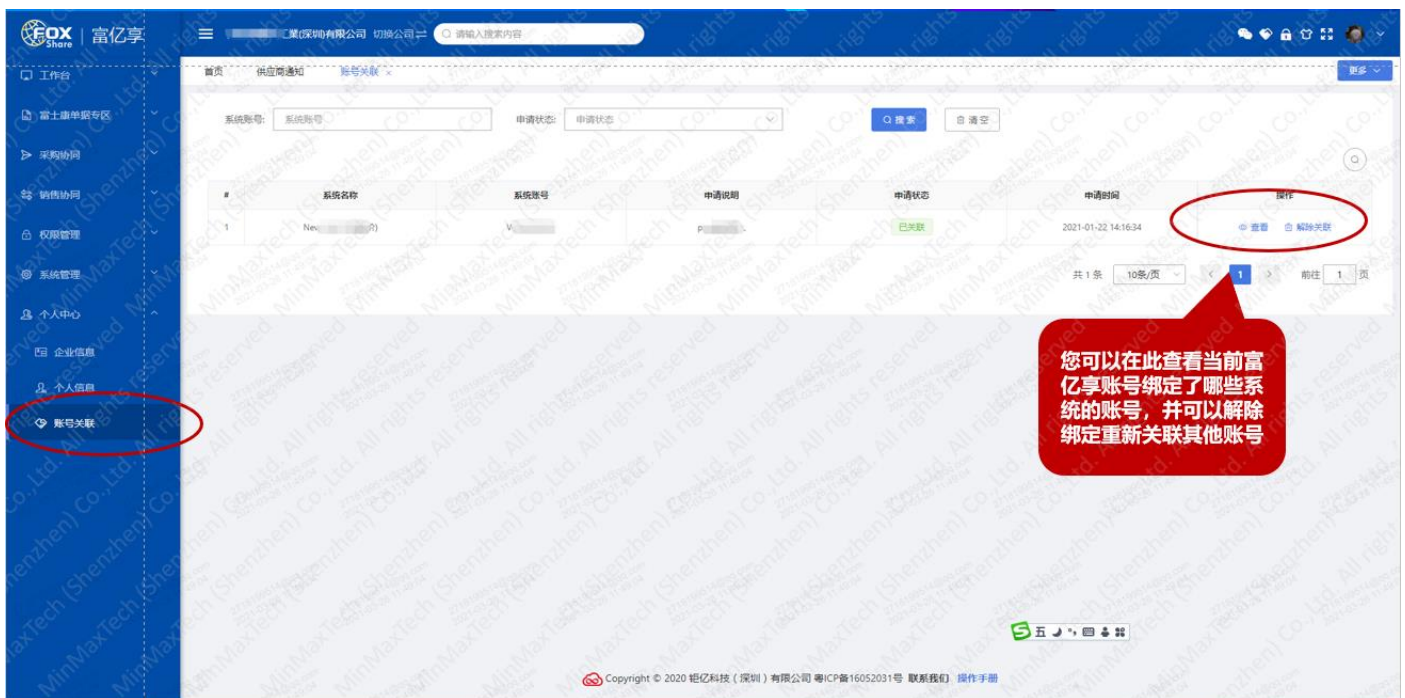 FOX
Share
富亿享
業(深圳)有限公司 切换公司
请输入搜索内容
工作台
富士康单据专区
采购协同
销售协同
权限管理
系统管理
个人中心
企业信息
个人信息
账号关联
首页 供应商通知 账号关联 ×
更多
系统账号: 系统账号 申请状态: 申请状态 搜索 清空
# 系统名称 系统账号 申请说明 申请状态 申请时间 操作
1 已关联 2021-01-22 14:16:34 查看 解除关联
共 1 条 10条/页 < 1 > 前往 1 页
您可以在此查看当前富
亿享账号绑定了哪些系
统的账号，并可以解除
绑定重新关联其他账号
五
Copyright © 2020 钜亿科技（深圳）有限公司 粤ICP备16052031号 联系我们 操作手册
MinMaxTech (Shenzhen) Co., Ltd. All rights reserved